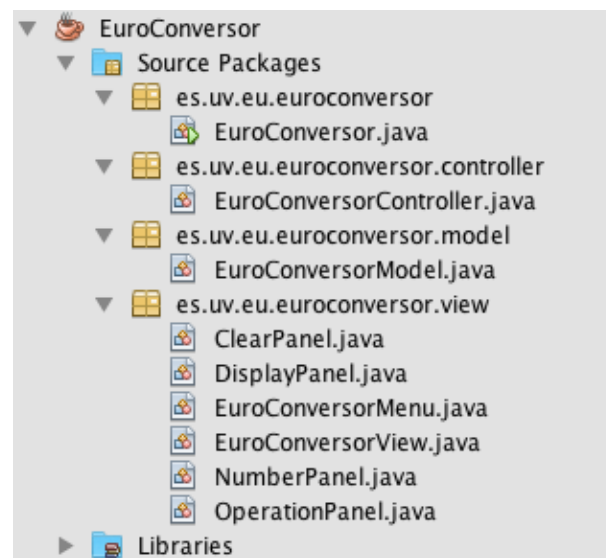 EuroConversor
Source Packages
es.uv.eu.euroconversor
EuroConversor.java
es.uv.eu.euroconversor.controller
EuroConversorController.java
es.uv.eu.euroconversor.model
EuroConversorModel.java
es.uv.eu.euroconversor.view
ClearPanel.java
DisplayPanel.java
EuroConversorMenu.java
EuroConversorView.java
NumberPanel.java
OperationPanel.java
Libraries